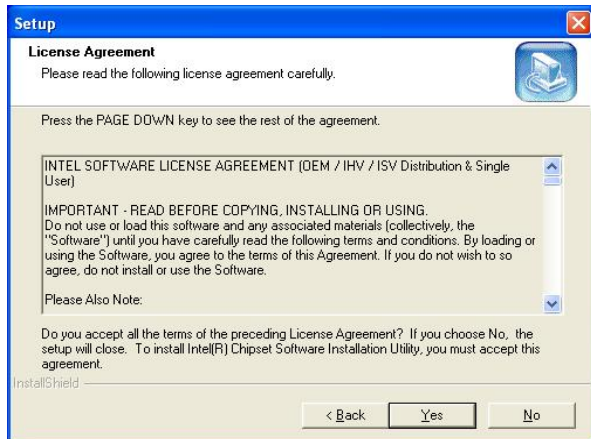 Setup
License Agreement
Please read the following license agreement carefully.
Press the PAGE DOWN key to see the rest of the agreement.
INTEL SOFTWARE LICENSE AGREEMENT (OEM / IHV / ISV Distribution & Single
User)
IMPORTANT - READ BEFORE COPYING, INSTALLING OR USING.
Do not use or load this software and any associated materials (collectively, the
"Software") until you have carefully read the following terms and conditions. By loading or
using the Software, you agree to the terms of this Agreement. If you do not wish to so
agree, do not install or use the Software.
Please Also Note:
Do you accept all the terms of the preceding License Agreement? If you choose No, the
setup will close. To install Intel(R) Chipset Software Installation Utility, you must accept this
agreement.
InstallShield
< Back Yes No